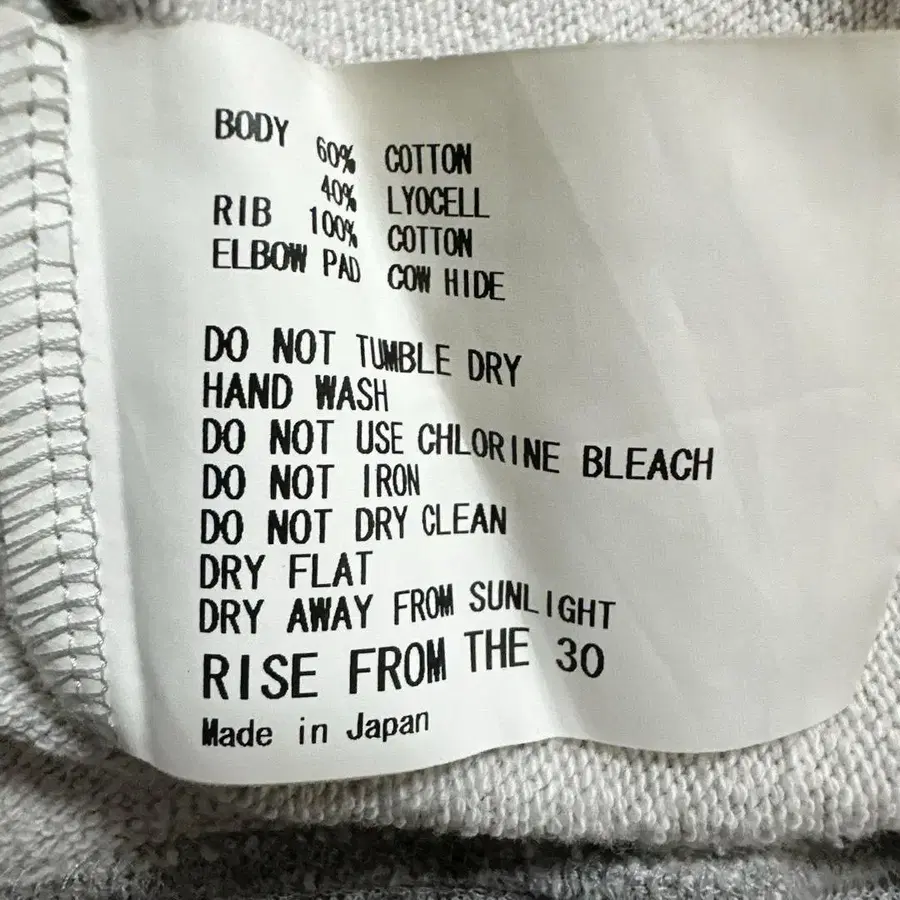 BODY 60% COTTON
40% LYOCELL
RIB 100% COTTON
ELBOW PAD COW HIDE
DO NOT TUMBLE DRY
HAND WASH
DO NOT USE CHLORINE BLEACH
DO NOT IRON
DO NOT DRY CLEAN
DRY FLAT
DRY AWAY FROM SUNLIGHT
RISE FROM THE 30
Made in Japan